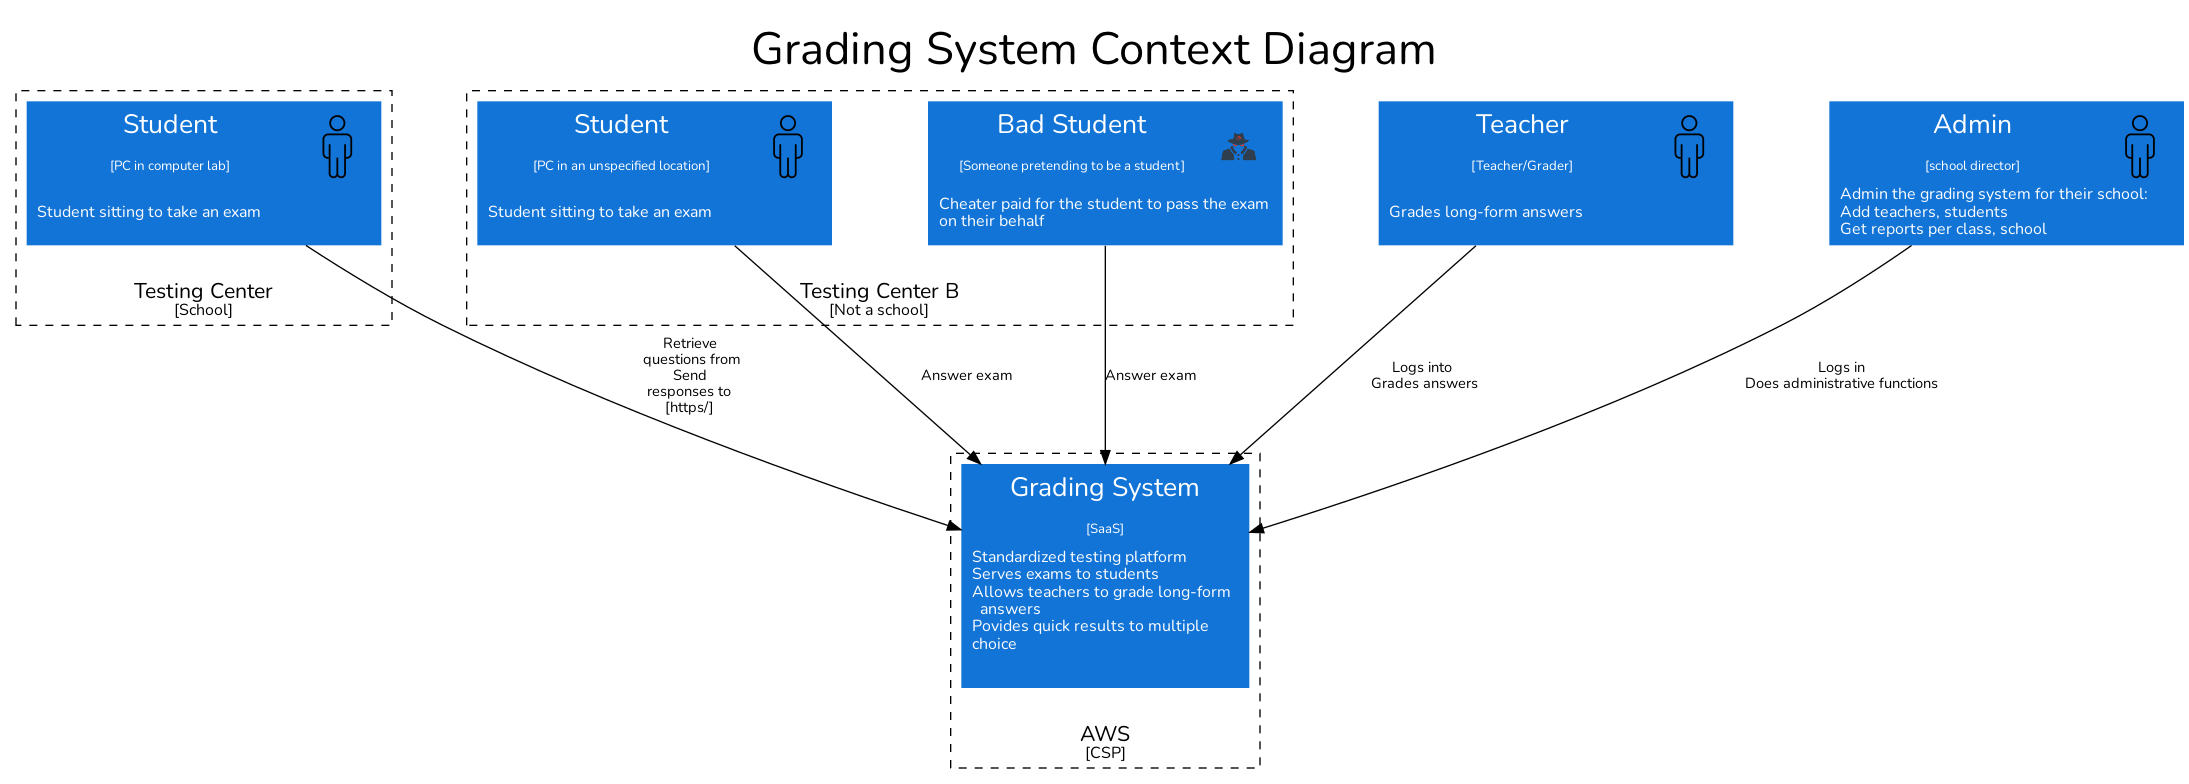 Grading System Context Diagram
Student
[PC in computer lab]
Student sitting to take an exam
Testing Center
[School]
Student
[PC in an unspecified location]
Student sitting to take an exam
Bad Student
[Someone pretending to be a student]
Cheater paid for the student to pass the exam
on their behalf
Testing Center B
[Not a school]
Teacher
[Teacher/Grader]
Grades long-form answers
Admin
[school director]
Admin the grading system for their school:
Add teachers, students
Get reports per class, school
Retrieve
questions from
Send
responses to
[https/]
Answer exam
Answer exam
Logs into
Grades answers
Logs in
Does administrative functions
Grading System
[SaaS]
Standardized testing platform
Serves exams to students
Allows teachers to grade long-form
answers
Povides quick results to multiple
choice
AWS
[CSP]